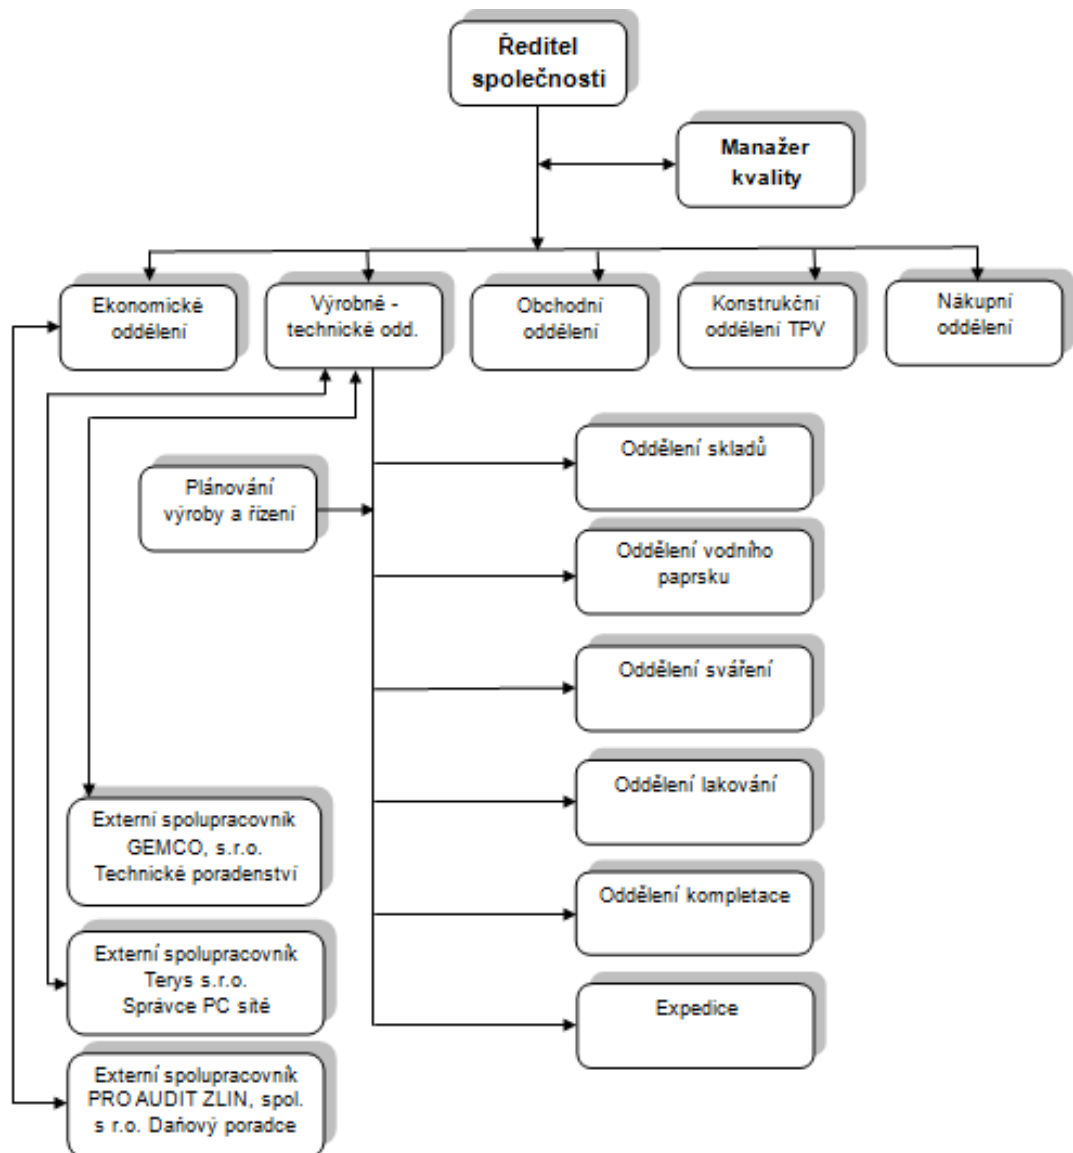 Ředitel
společnosti
Manažer
kvality
Ekonomické
oddělení
Výrobně -
technické odd.
Obchodní
oddělení
Konstrukční
oddělení TPV
Nákupní
oddělení
Oddělení skladů
Plánování
výroby a řízení
Oddělení vodního
paprsku
Oddělení sváření
Oddělení lakování
Externí spolupracovník
GEMCO, s.r.o.
Technické poradenství
Oddělení kompletace
Externí spolupracovník
Terys s.r.o.
Správce PC sítě
Expedice
Externí spolupracovník
PRO AUDIT ZLIN, spol.
s r.o. Daňový poradce